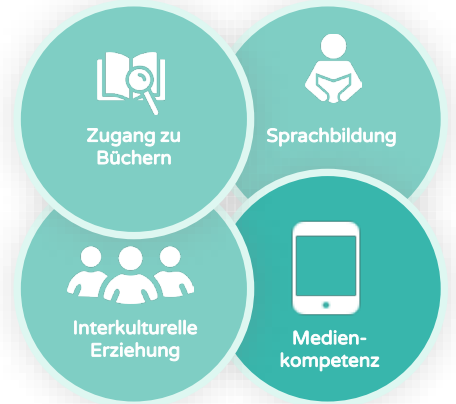 Zugang zu
Büchern
Sprachbildung
Interkulturelle
Erziehung
Medien-
kompetenz